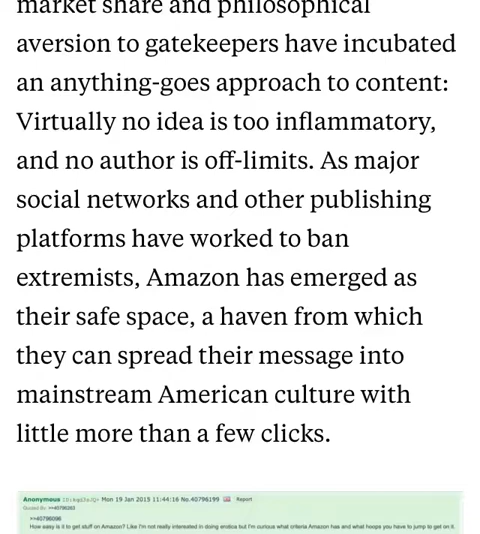 market share and philosophical
aversion to gatekeepers have incubated
an anything-goes approach to content:
Virtually no idea is too inflammatory,
and no author is off-limits. As major
social networks and other publishing
platforms have worked to ban
extremists, Amazon has emerged as
their safe space, a haven from which
they can spread their message into
mainstream American culture with
little more than a few clicks.
Anonymous Mon 19 Jan 2015 11:44:16 No.40796199 Report
Quoted By: >>40796263
>>40796096
How easy is it to get stuff on Amazon? Like I'm not really interested in doing erotica but I'm curious what criteria Amazon has and what hoops you have to jump to get on it.